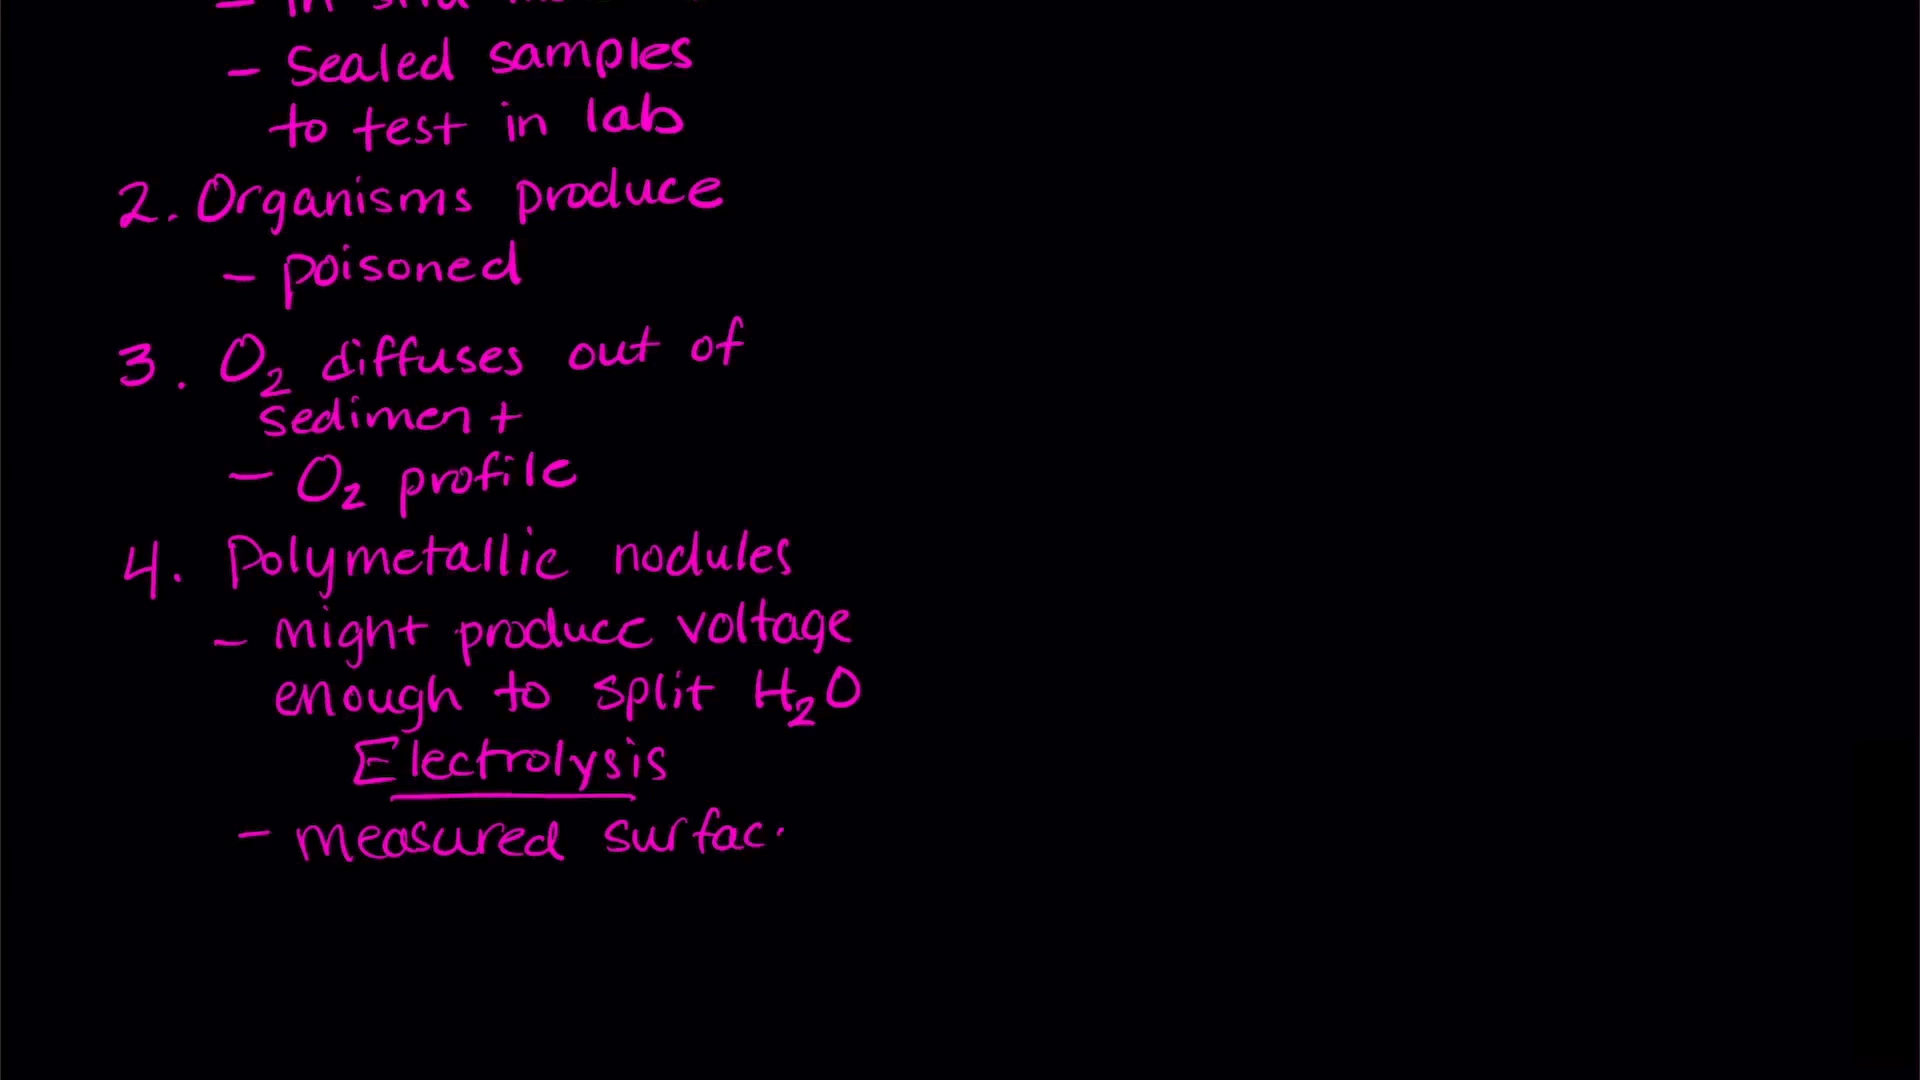 - Sealed samples
to test in lab
2. Organisms produce
- poisoned
3. O₂ diffuses out of
sediment
- O₂ profile
4. Polymetallic nodules
- might produce voltage
enough to split H₂O
Electrolysis
- measured surfac